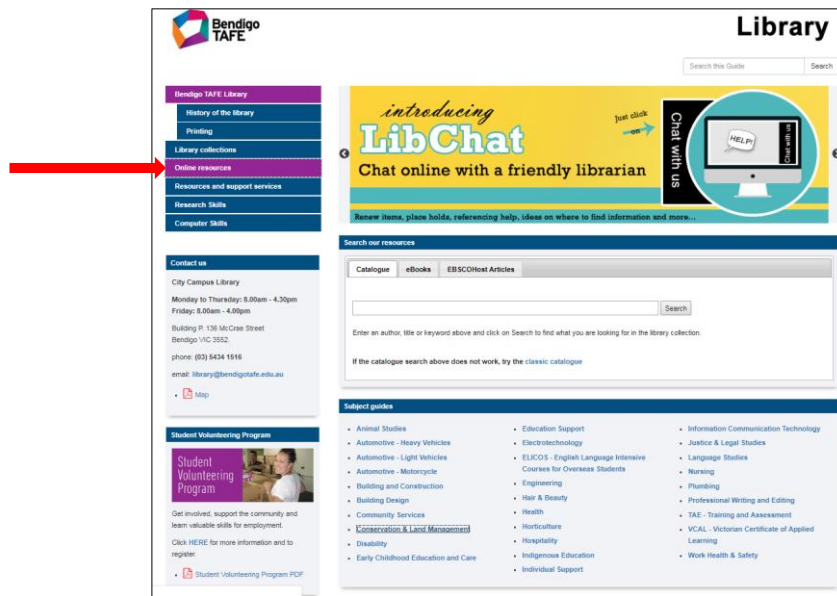 Bendigo
TAFE
Library
Search this Guide
Search
Bendigo TAFE Library
History of the library
Printing
Library collections
Online resources
Resources and support services
Research Skills
Computer Skills
introducing
LibChat
Chat online with a friendly librarian
Just click
on
Chat with us
HELP!
Chat with us
Renew items, place holds, referencing help, ideas on where to find information and more...
Search our resources
Catalogue
eBooks
EBSCOHost Articles
Search
Enter an author, title or keyword above and click on Search to find what you are looking for in the library collection.
If the catalogue search above does not work, try the classic catalogue
Contact us
City Campus Library
Monday to Thursday: 8.00am - 4.30pm
Friday: 8.00am - 4.00pm
Building P, 136 McCrae Street
Bendigo VIC 3552.
phone: (03) 5434 1516
email: library@bendigotafe.edu.au
Map
Student Volunteering Program
Student
Volunteering
Program
Get involved, support the community and
learn valuable skills for employment.
Click HERE for more information and to
register.
Student Volunteering Program PDF
Subject guides
Animal Studies
Automotive - Heavy Vehicles
Automotive - Light Vehicles
Automotive - Motorcycle
Building and Construction
Building Design
Community Services
Conservation & Land Management
Disability
Early Childhood Education and Care
Education Support
Electrotechnology
ELICOS - English Language Intensive
Courses for Overseas Students
Engineering
Hair & Beauty
Health
Horticulture
Hospitality
Indigenous Education
Individual Support
Information Communication Technology
Justice & Legal Studies
Language Studies
Nursing
Plumbing
Professional Writing and Editing
TAE - Training and Assessment
VCAL - Victorian Certificate of Applied
Learning
Work Health & Safety